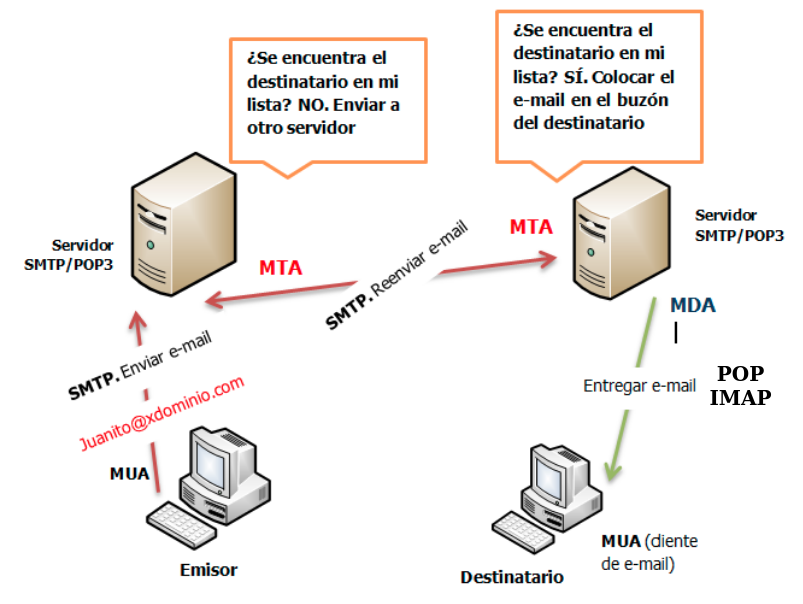 ¿Se encuentra el
destinatario en mi
lista? NO. Enviar a
otro servidor
¿Se encuentra el
destinatario en mi
lista? SÍ. Colocar el
e-mail en el buzón
del destinatario
Servidor
SMTP/POP3
MTA
SMTP. Reenviar e-mail
MTA
Servidor
SMTP/POP3
MDA
SMTP. Enviar e-mail
Juanito@xdominio.com
MUA
Emisor
Entregar e-mail
POP
IMAP
Destinatario
MUA (diente
de e-mail)